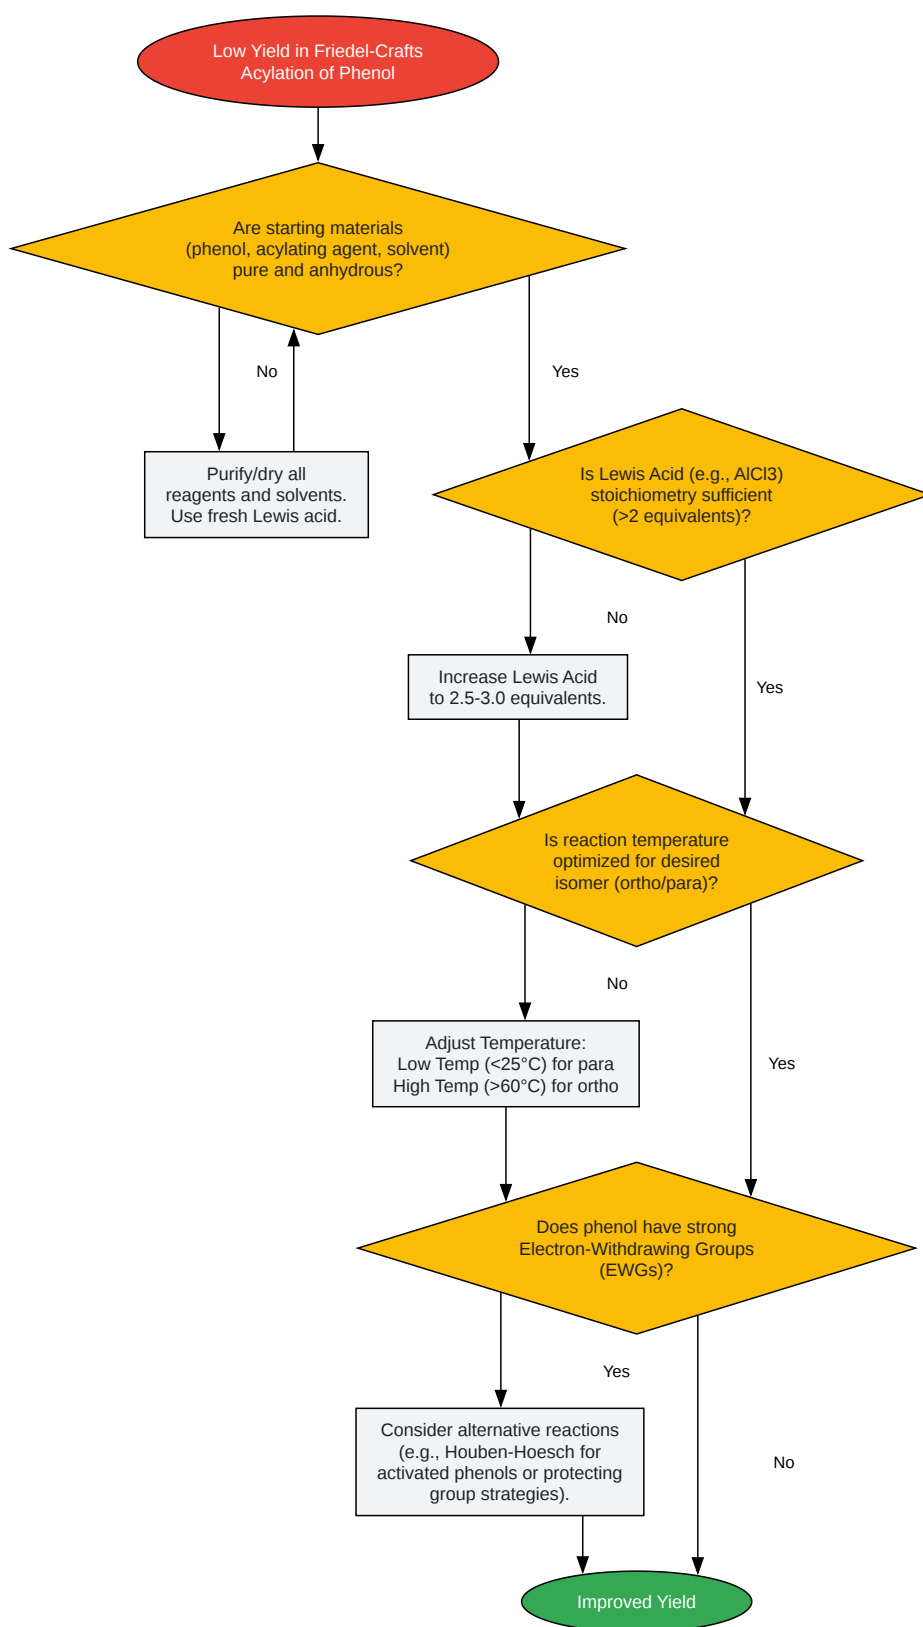 Low Yield in Friedel-Crafts
Acylation of Phenol
Are starting materials
(phenol, acylating agent, solvent)
pure and anhydrous?
No
Yes
Purify/dry all
reagents and solvents.
Use fresh Lewis acid.
Is Lewis Acid (e.g., AlCl3)
stoichiometry sufficient
(>2 equivalents)?
No
Yes
Increase Lewis Acid
to 2.5-3.0 equivalents.
Is reaction temperature
optimized for desired
isomer (ortho/para)?
No
Yes
Adjust Temperature:
Low Temp (<25°C) for para
High Temp (>60°C) for ortho
Does phenol have strong
Electron-Withdrawing Groups
(EWGs)?
Yes
No
Consider alternative reactions
(e.g., Houben-Hoesch for
activated phenols or protecting
group strategies).
Improved Yield